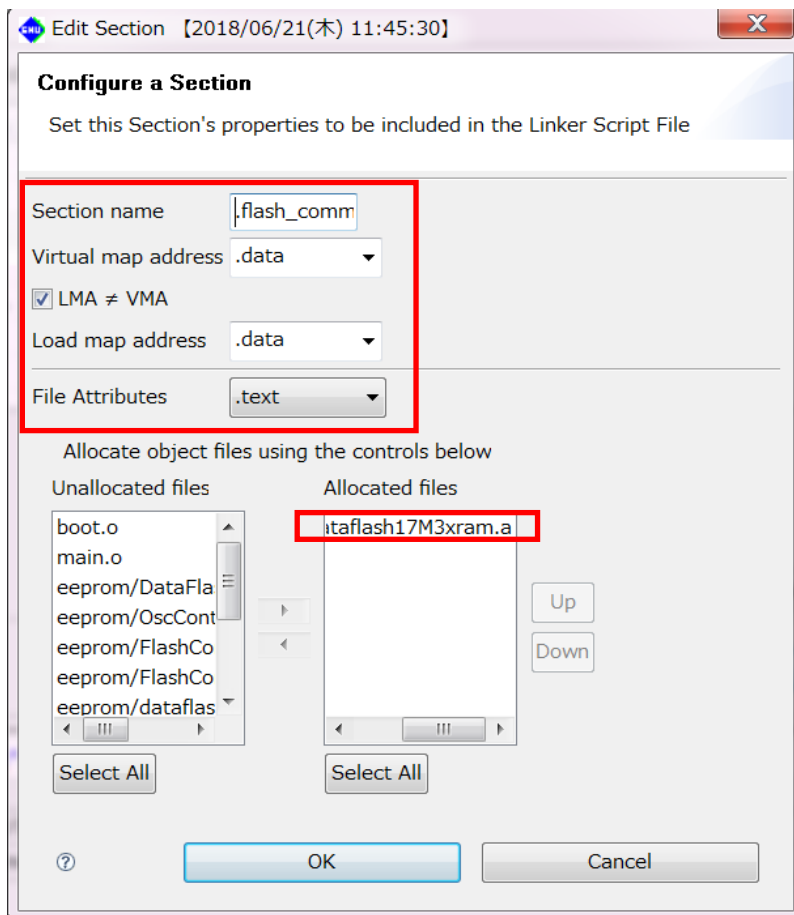 GNU Edit Section 【2018/06/21(木) 11:45:30】
Configure a Section
Set this Section's properties to be included in the Linker Script File
Section name .flash_comm
Virtual map address .data
LMA ≠ VMA
Load map address .data
File Attributes .text
Allocate object files using the controls below
Unallocated files Allocated files
boot.o
main.o
eeprom/DataFla
eeprom/OscCont
eeprom/FlashCo
eeprom/FlashCo
eeprom/dataflas
ataflash17M3xram.a
Up
Down
Select All Select All
? OK Cancel